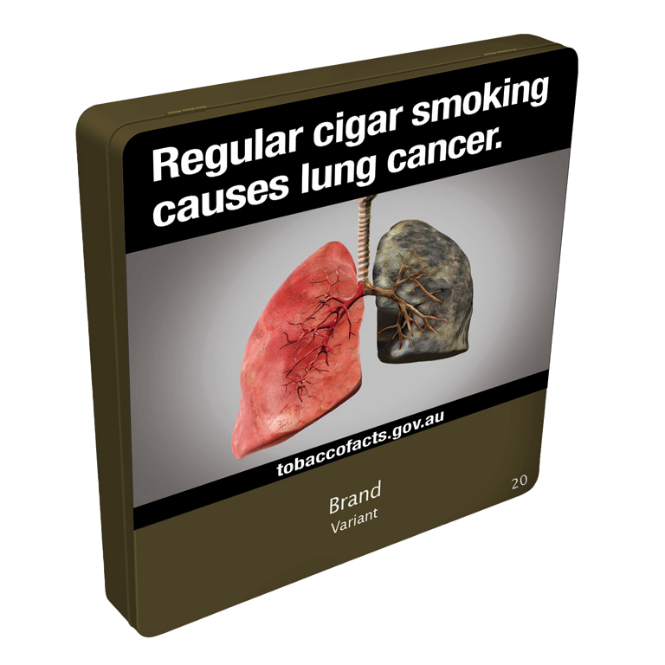 Regular cigar smoking
causes lung cancer.
tobaccofacts.gov.au
Brand
Variant
20